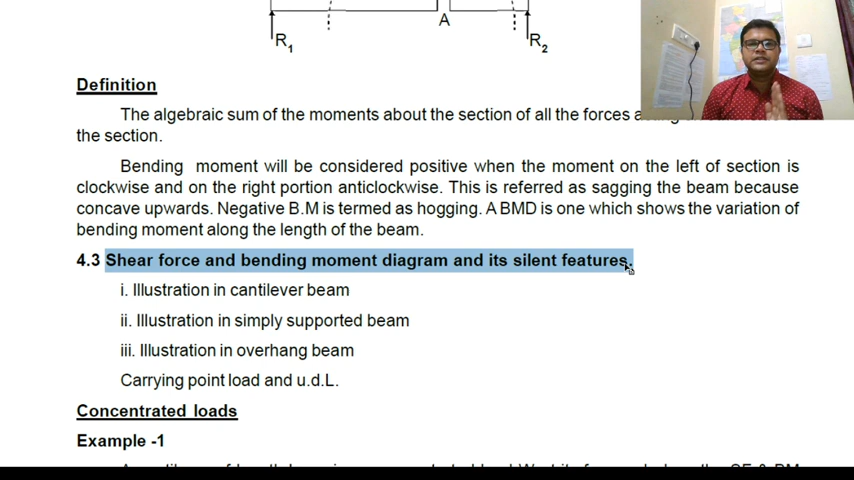 A
R1
R2
Definition
The algebraic sum of the moments about the section of all the forces
the section.
Bending moment will be considered positive when the moment on the left of section is
clockwise and on the right portion anticlockwise. This is referred as sagging the beam because
concave upwards. Negative B.M is termed as hogging. A BMD is one which shows the variation of
bending moment along the length of the beam.
4.3 Shear force and bending moment diagram and its silent features.
i. Illustration in cantilever beam
ii. Illustration in simply supported beam
iii. Illustration in overhang beam
Carrying point load and u.d.L.
Concentrated loads
Example -1